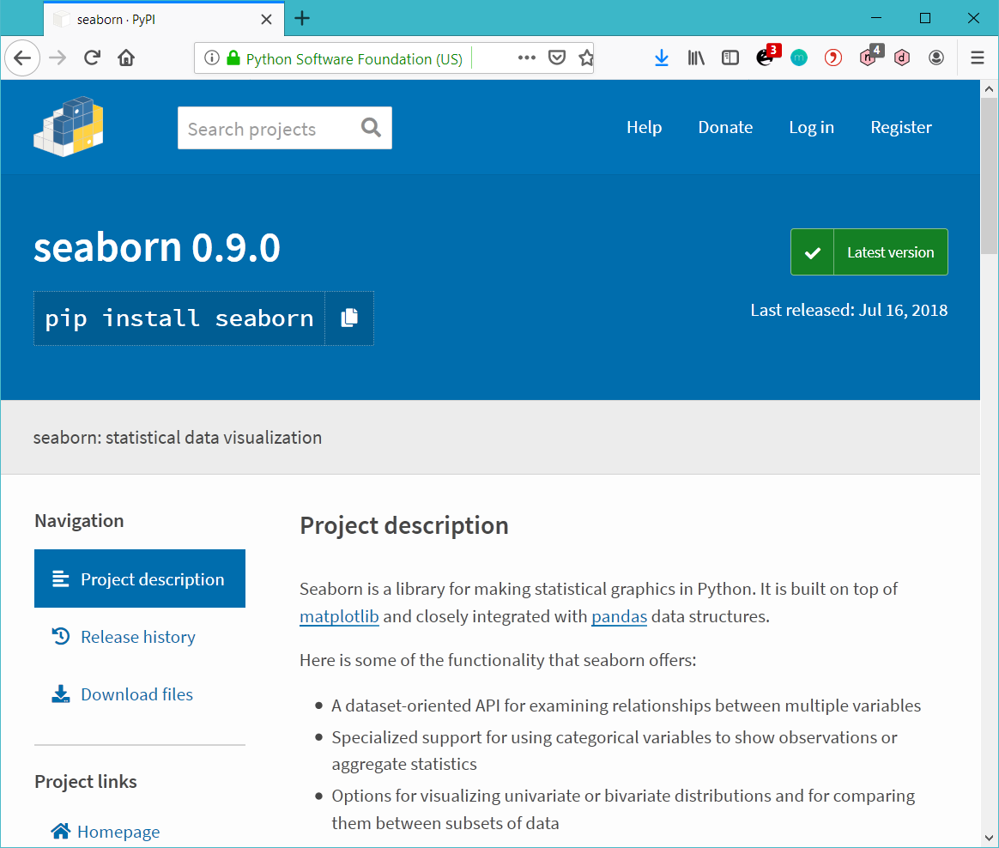 seaborn · PyPI
Python Software Foundation (US)
3
m
n
4
d
Search projects
Help
Donate
Log in
Register
seaborn 0.9.0
Latest version
pip install seaborn
Last released: Jul 16, 2018
seaborn: statistical data visualization
Navigation
Project description
Release history
Download files
Project links
Homepage
Project description
Seaborn is a library for making statistical graphics in Python. It is built on top of
matplotlib and closely integrated with pandas data structures.
Here is some of the functionality that seaborn offers:
A dataset-oriented API for examining relationships between multiple variables
Specialized support for using categorical variables to show observations or
aggregate statistics
Options for visualizing univariate or bivariate distributions and for comparing
them between subsets of data